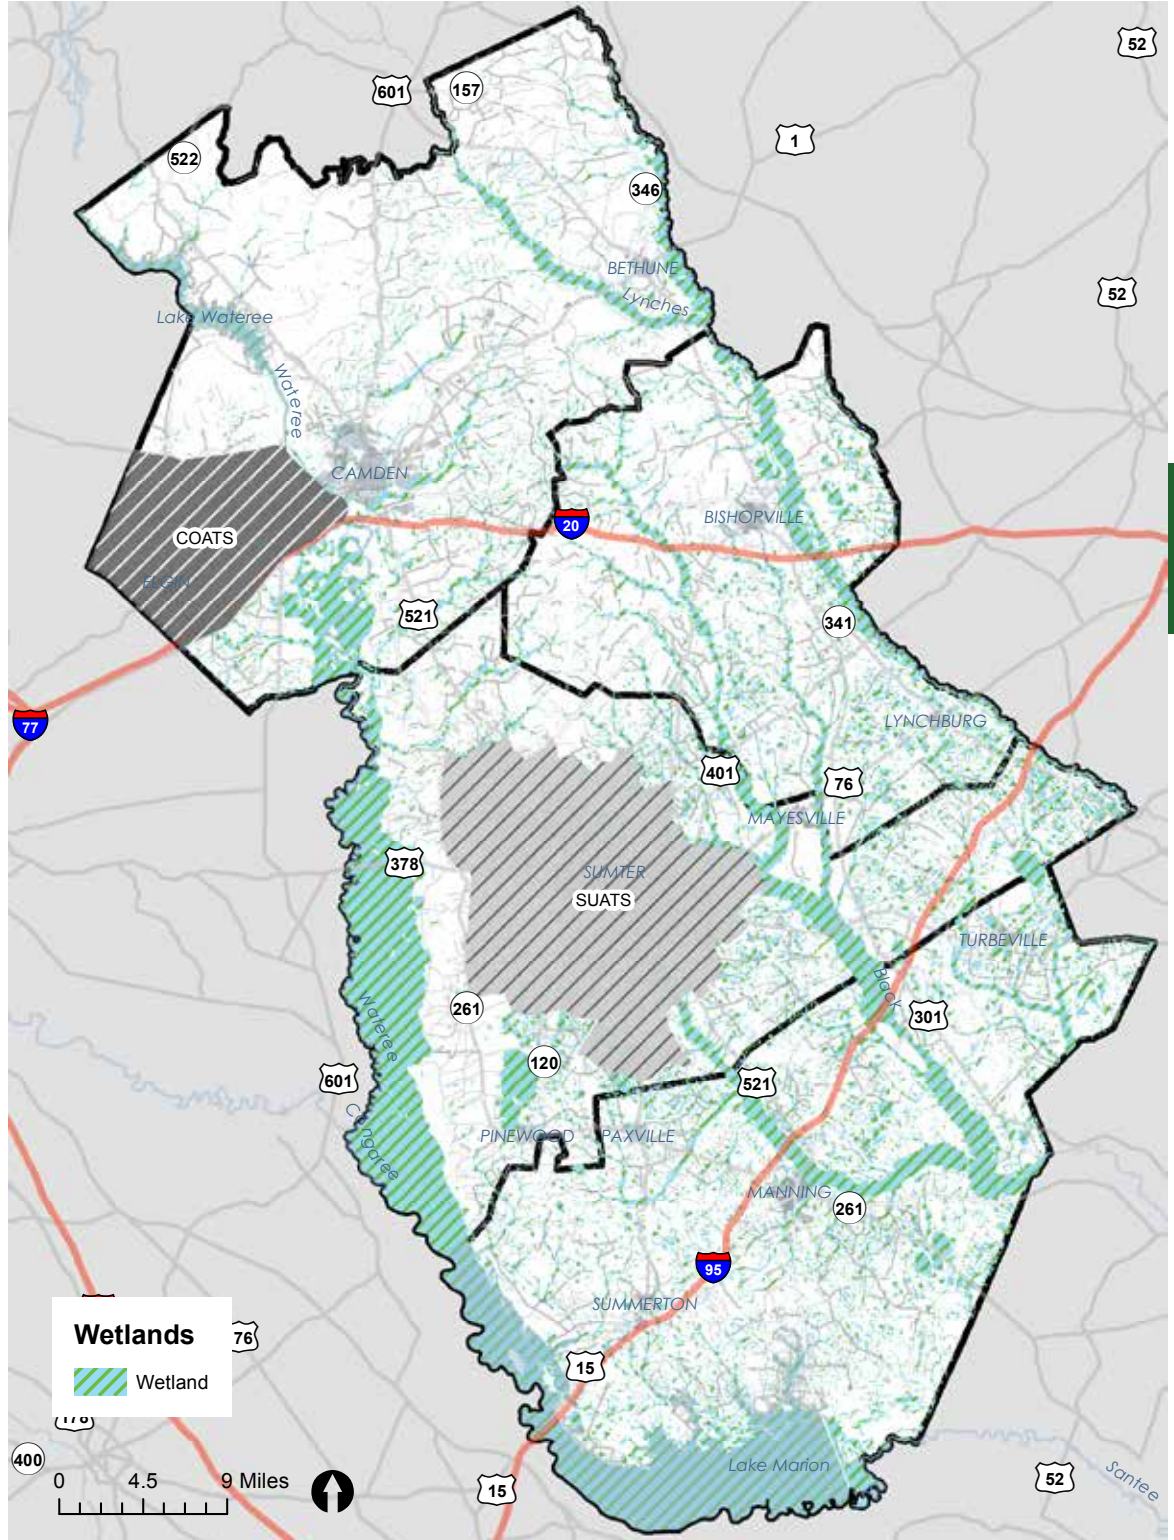 52
601
157
1
522
346
BETHUNE
52
Lynches
Lake Wateree
Wateree
CAMDEN
BISHOPVILLE
20
COATS
ELGIN
521
341
77
LYNCHBURG
401
76
MAYESVILLE
378
SUMTER
SUATS
TURBEVILLE
Black
261
301
Wateree
120
601
521
Congaree
PINEWOOD
PAXVILLE
MANNING
261
95
SUMMERTON
Wetlands
76
15
Wetland
178
400
Lake Marion
0 4.5 9 Miles
15
52
Santee